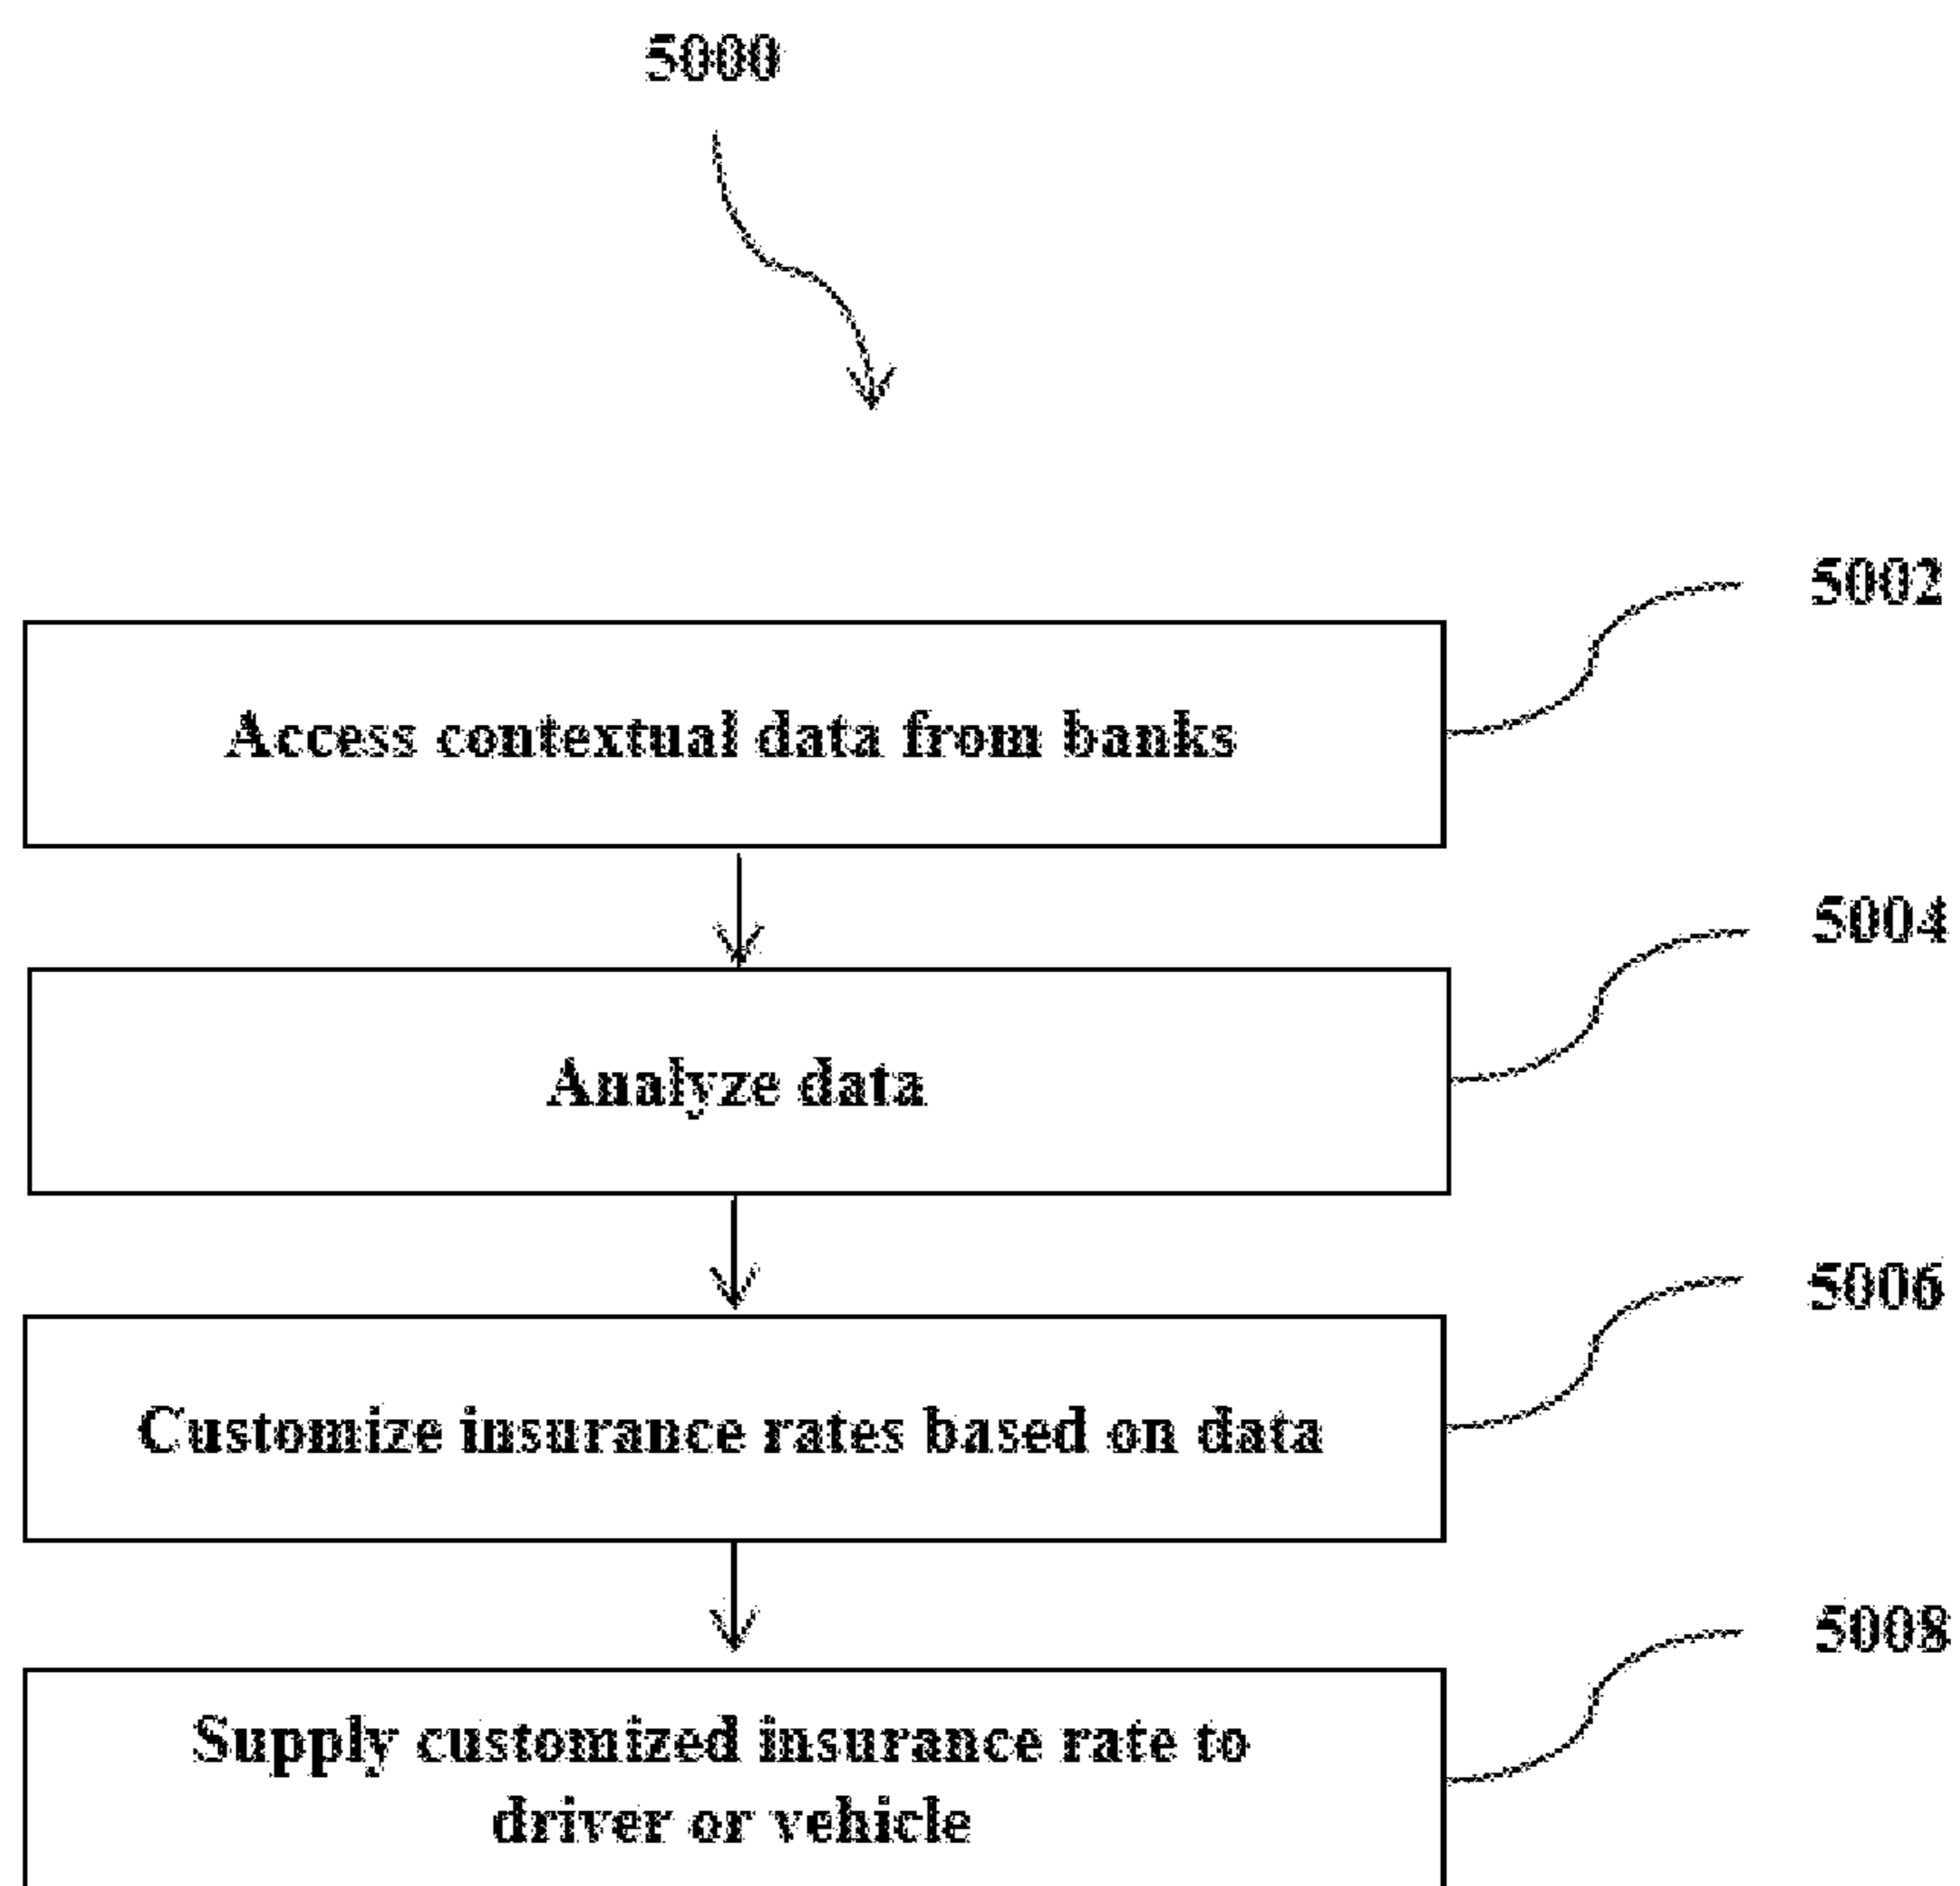 5000
5002
Access contextual data from banks
5004
Analyze data
5006
Customize insurance rates based on data
5008
Supply customized insurance rate to
driver or vehicle